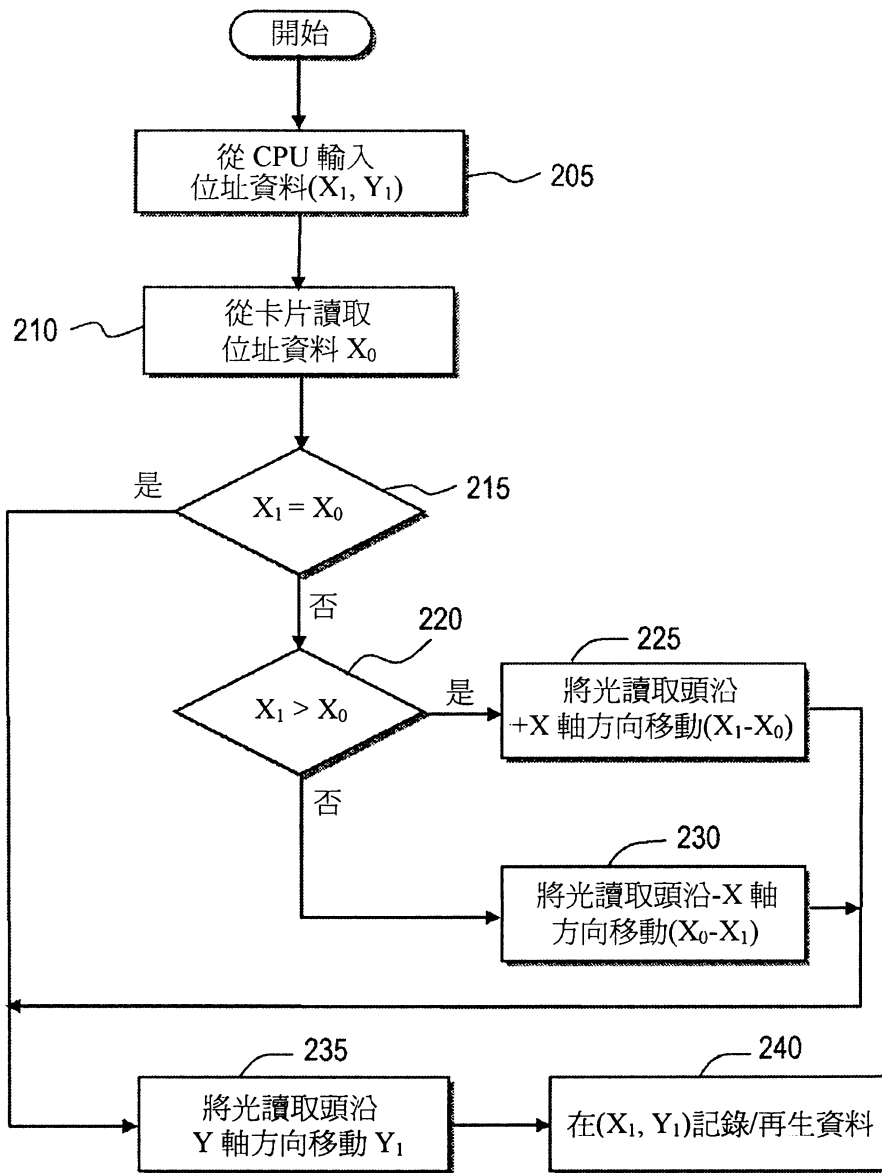 開始
從 CPU 輸入
位址資料(X₁, Y₁)
205
從卡片讀取
位址資料 X₀
210
X₁ = X₀
215
是
否
X₁ > X₀
220
是
否
225
將光讀取頭沿
+X 軸方向移動(X₁-X₀)
230
將光讀取頭沿-X 軸
方向移動(X₀-X₁)
235
將光讀取頭沿
Y 軸方向移動 Y₁
240
在(X₁, Y₁)記錄/再生資料